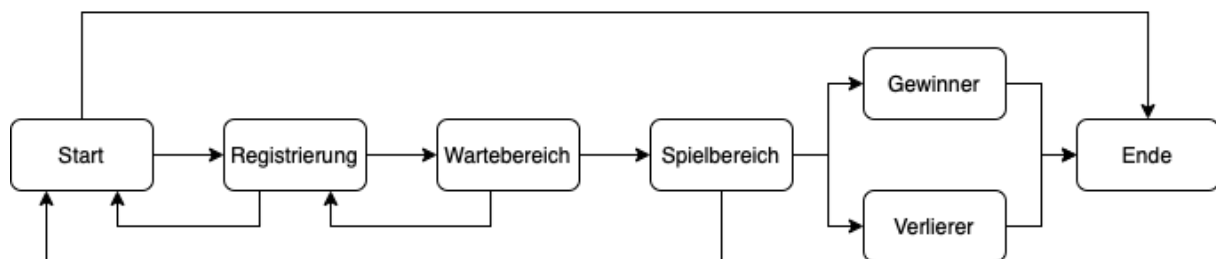 Gewinner
Start
Registrierung
Wartebereich
Spielbereich
Ende
Verlierer